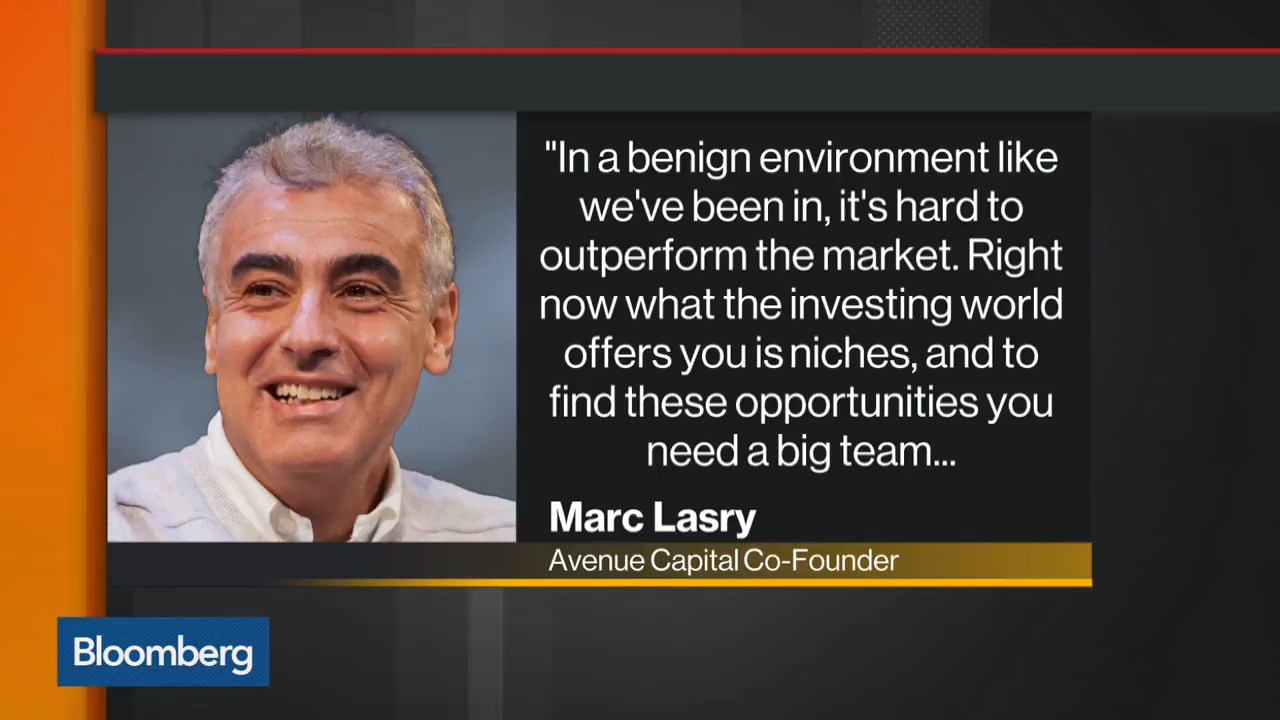 "In a benign environment like
we've been in, it's hard to
outperform the market. Right
now what the investing world
offers you is niches, and to
find these opportunities you
need a big team...
Marc Lasry
Avenue Capital Co-Founder
Bloomberg